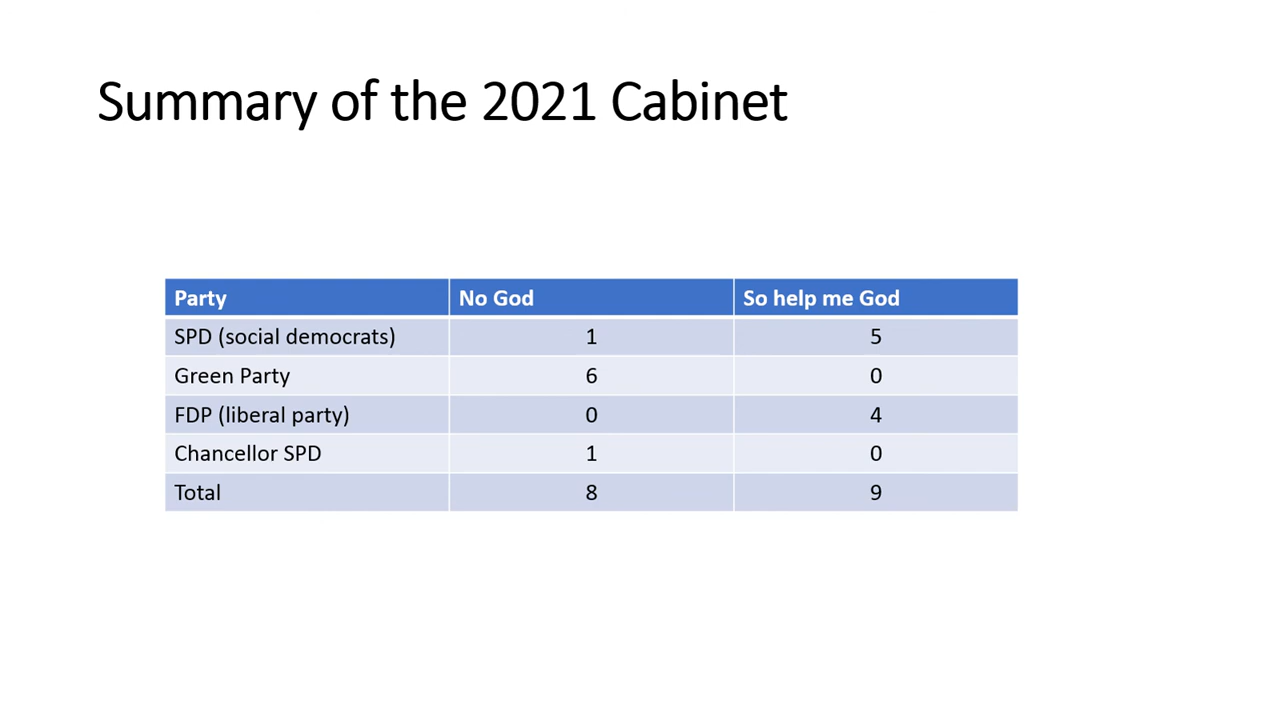 Summary of the 2021 Cabinet
Party No God So help me God
SPD (social democrats) 1 5
Green Party 6 0
FDP (liberal party) 0 4
Chancellor SPD 1 0
Total 8 9